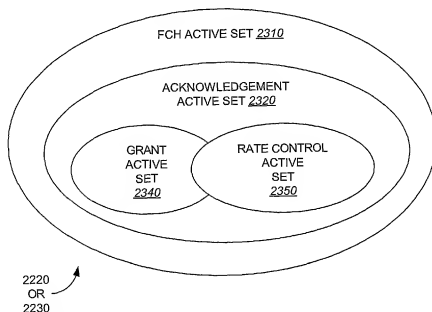 FCH ACTIVE SET 2310
ACKNOWLEDGEMENT
ACTIVE SET 2320
GRANT
ACTIVE
SET
2340
RATE CONTROL
ACTIVE
SET
2350
2220
OR
2230